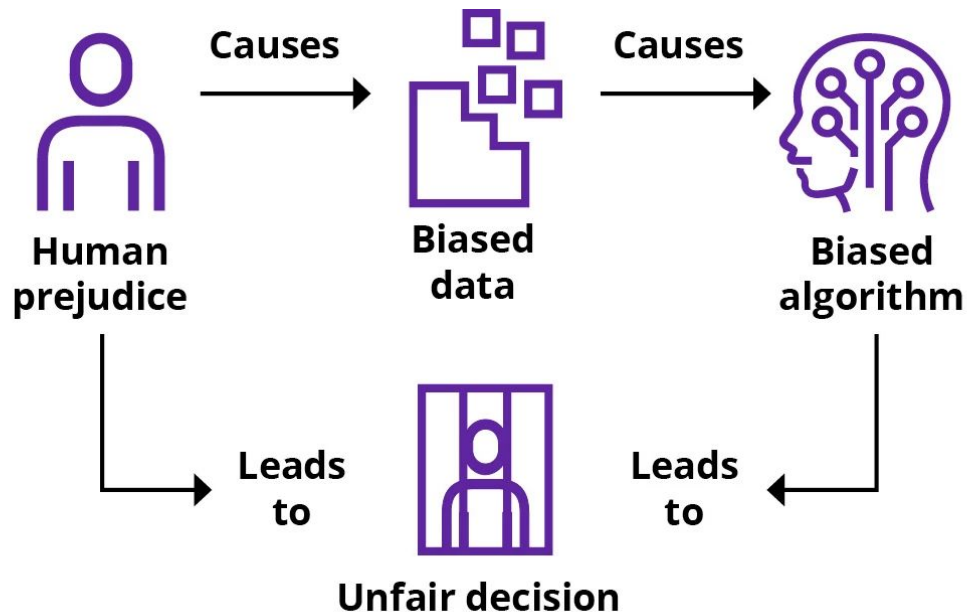 Causes
Causes
Human
prejudice
Biased
data
Biased
algorithm
Leads
to
Leads
to
Unfair decision